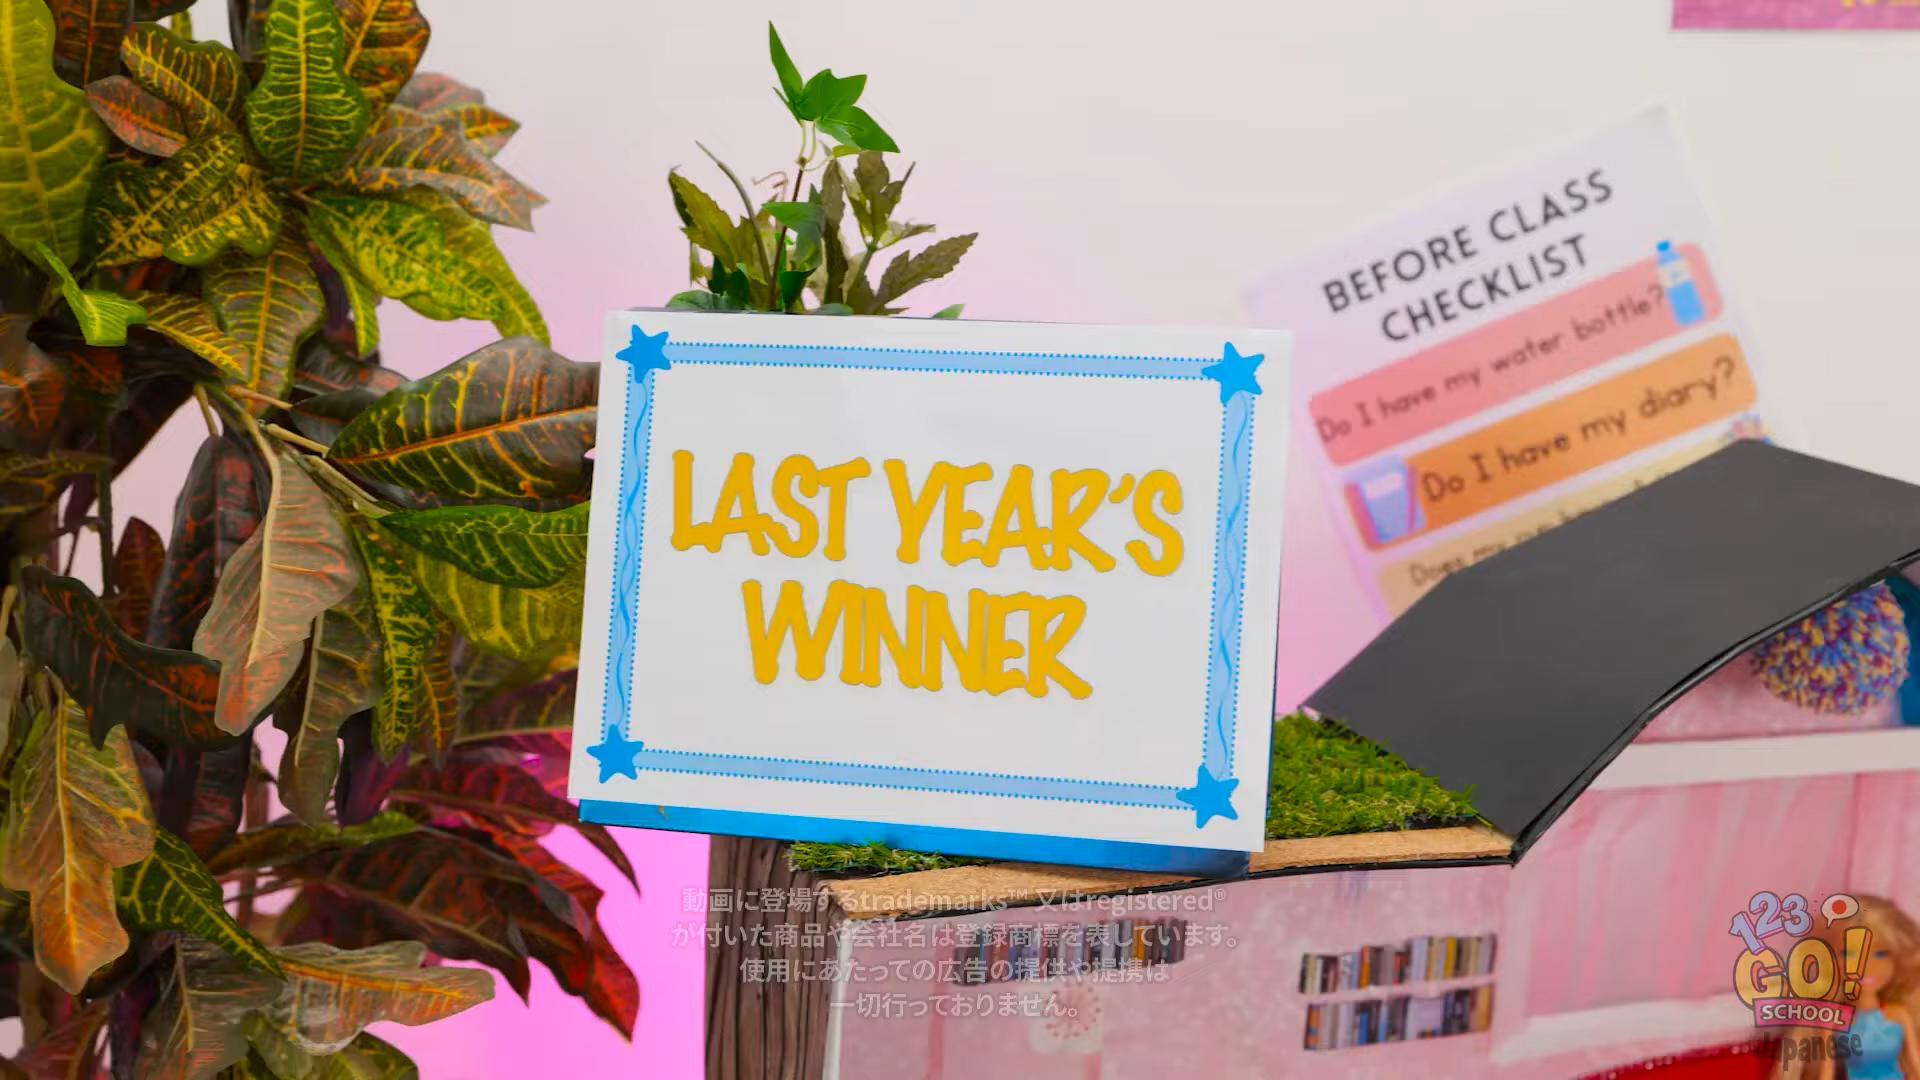 BEFORE CLASS
CHECKLIST
Do I have my water bottle?
Do I have my diary?
LAST YEAR'S
WINNER
動画に登場するtrademarks™ 又はregistered®
が付いた商品や会社名は登録商標を表しています。
使用にあたっての広告の提供や提携は
一切行っておりません。
123
GO!
SCHOOL
Japanese